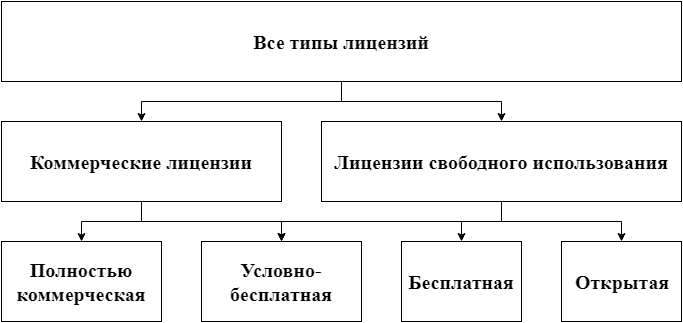 Все типы лицензий
Коммерческие лицензии
Лицензии свободного использования
Полностью
коммерческая
Условно-
бесплатная
Бесплатная
Открытая